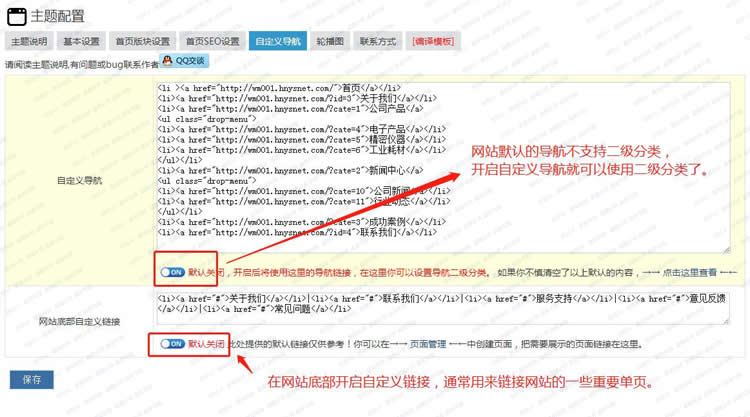 主题配置
主题说明 基本设置 首页版块设置 首页SEO设置 自定义导航 轮播图 联系方式 [编译模板]
请阅读主题说明,有问题或bug联系作者 QQ交谈
自定义导航
<li ><a href="http://wm001.hnysnet.com/">首页</a></li>
<li><a href="http://wm001.hnysnet.com/?id=3">关于我们</a></li>
<li><a href="http://wm001.hnysnet.com/?cate=1">公司产品</a>
<ul class="drop-menu">
<li><a href="http://wm001.hnysnet.com/?cate=4">电子产品</a></li>
<li><a href="http://wm001.hnysnet.com/?cate=5">精密仪器</a></li>
<li><a href="http://wm001.hnysnet.com/?cate=6">工业耗材</a></li>
</ul></li>
<li><a href="http://wm001.hnysnet.com/?cate=2">新闻中心</a>
<ul class="drop-menu">
<li><a href="http://wm001.hnysnet.com/?cate=10">公司新闻</a></li>
<li><a href="http://wm001.hnysnet.com/?cate=11">行业动态</a></li>
</ul></li>
<li><a href="http://wm001.hnysnet.com/?cate=3">成功案例</a></li>
<li><a href="http://wm001.hnysnet.com/?id=4">联系我们</a></li>
网站默认的导航不支持二级分类，
开启自定义导航就可以使用二级分类了。
ON 默认关闭，开启后将使用这里的导航链接，在这里你可以设置导航二级分类。 如果你不慎清空了以上默认的内容，→→ 点击这里查看 ←←
网站底部自定义链接
<li><a href="#">关于我们</a></li>|<li><a href="#">联系我们</a></li>|<li><a href="#">服务支持</a></li>|<li><a href="#">意见反馈
</a></li>|<li><a href="#">常见问题</a></li>
ON 默认关闭 此处提供的默认链接仅供参考！你可以在→→ 页面管理 ←←中创建页面，把需要展示的页面链接在这里。
保存
在网站底部开启自定义链接，通常用来链接网站的一些重要单页。